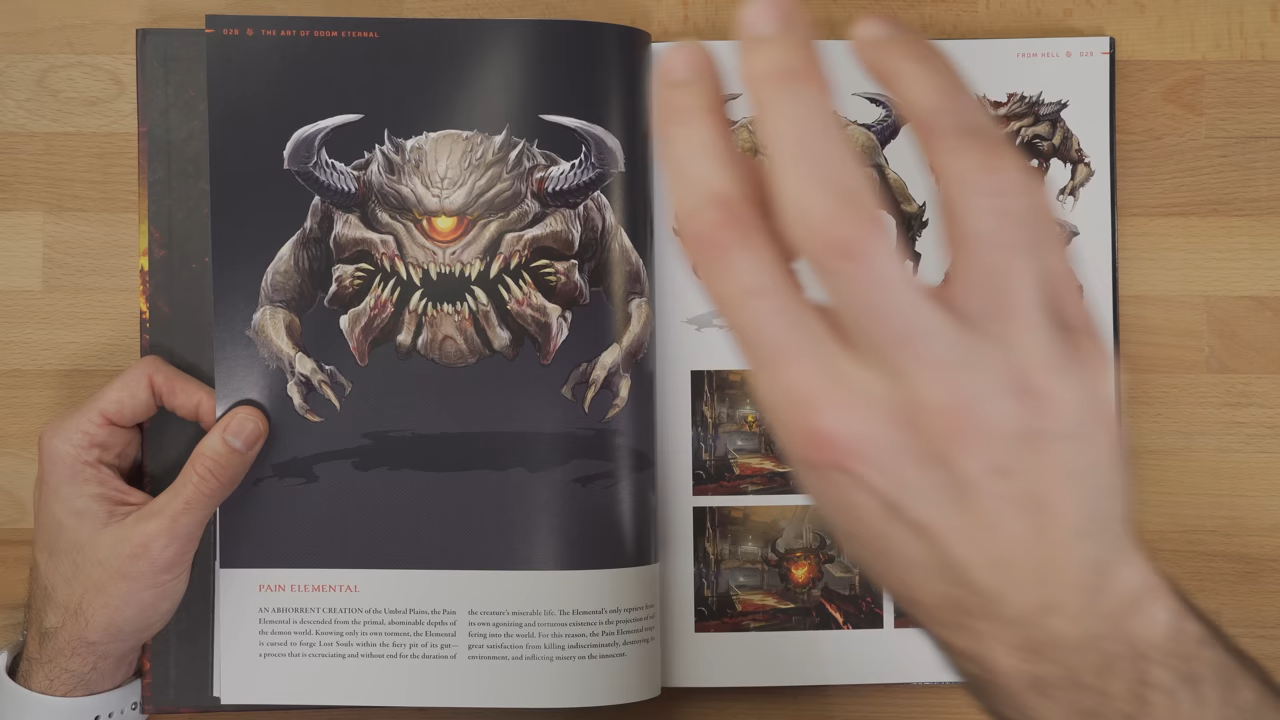 028 THE ART OF DOOM ETERNAL
FROM HELL 029
PAIN ELEMENTAL
AN ABHORRENT CREATION of the Umbral Plains, the Pain
Elemental is descended from the primal, abominable depths of
the demon world. Knowing only its own torment, the Elemental
is cursed to forge Lost Souls within the fiery pit of its gut—
a process that is excruciating and without end for the duration of
the creature's miserable life. The Elemental's only reprieve from
its own agonizing and torturous existence is the projection of suf-
fering into the world. For this reason, the Pain Elemental reaps
great satisfaction from killing indiscriminately, destroying its
environment, and inflicting misery on the innocent.